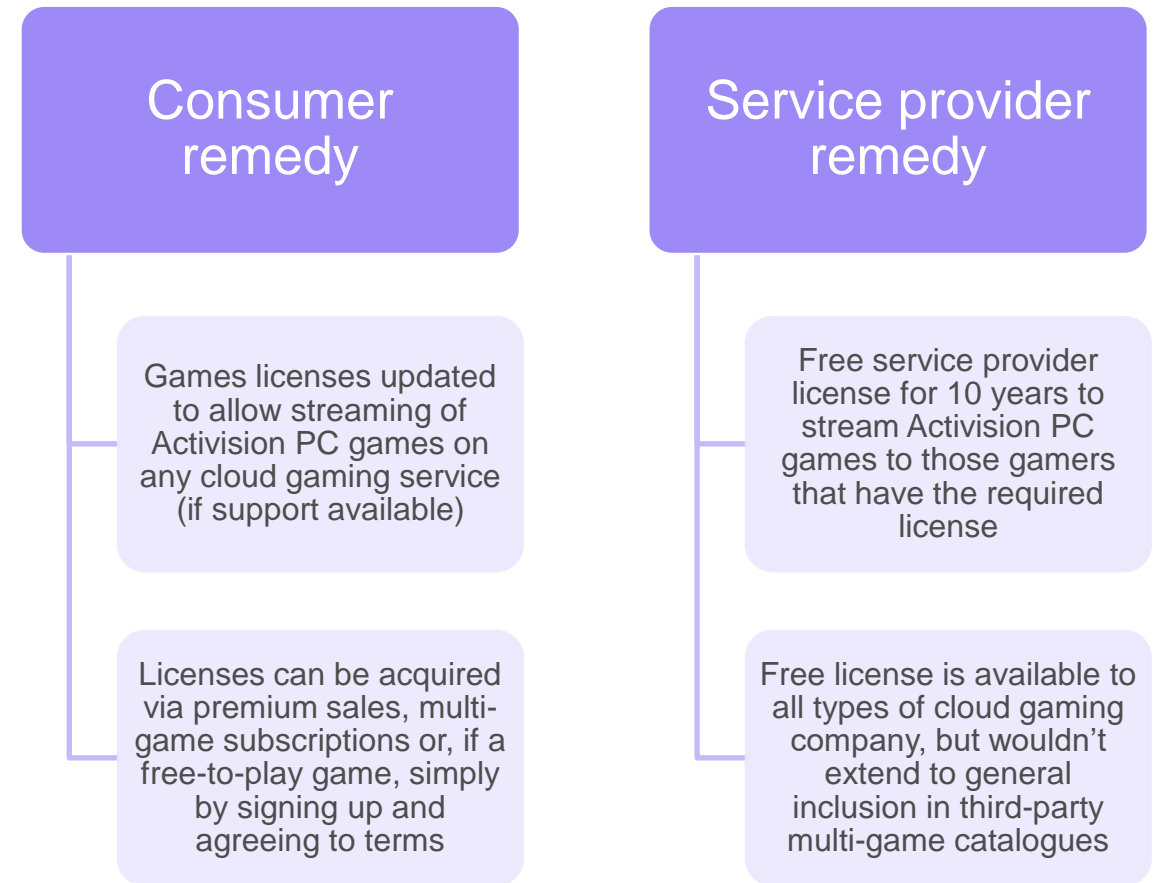 Consumer
remedy
Games licenses updated
to allow streaming of
Activision PC games on
any cloud gaming service
(if support available)
Licenses can be acquired
via premium sales, multi-
game subscriptions or, if a
free-to-play game, simply
by signing up and
agreeing to terms
Service provider
remedy
Free service provider
license for 10 years to
stream Activision PC
games to those gamers
that have the required
license
Free license is available to
all types of cloud gaming
company, but wouldn’t
extend to general
inclusion in third-party
multi-game catalogues